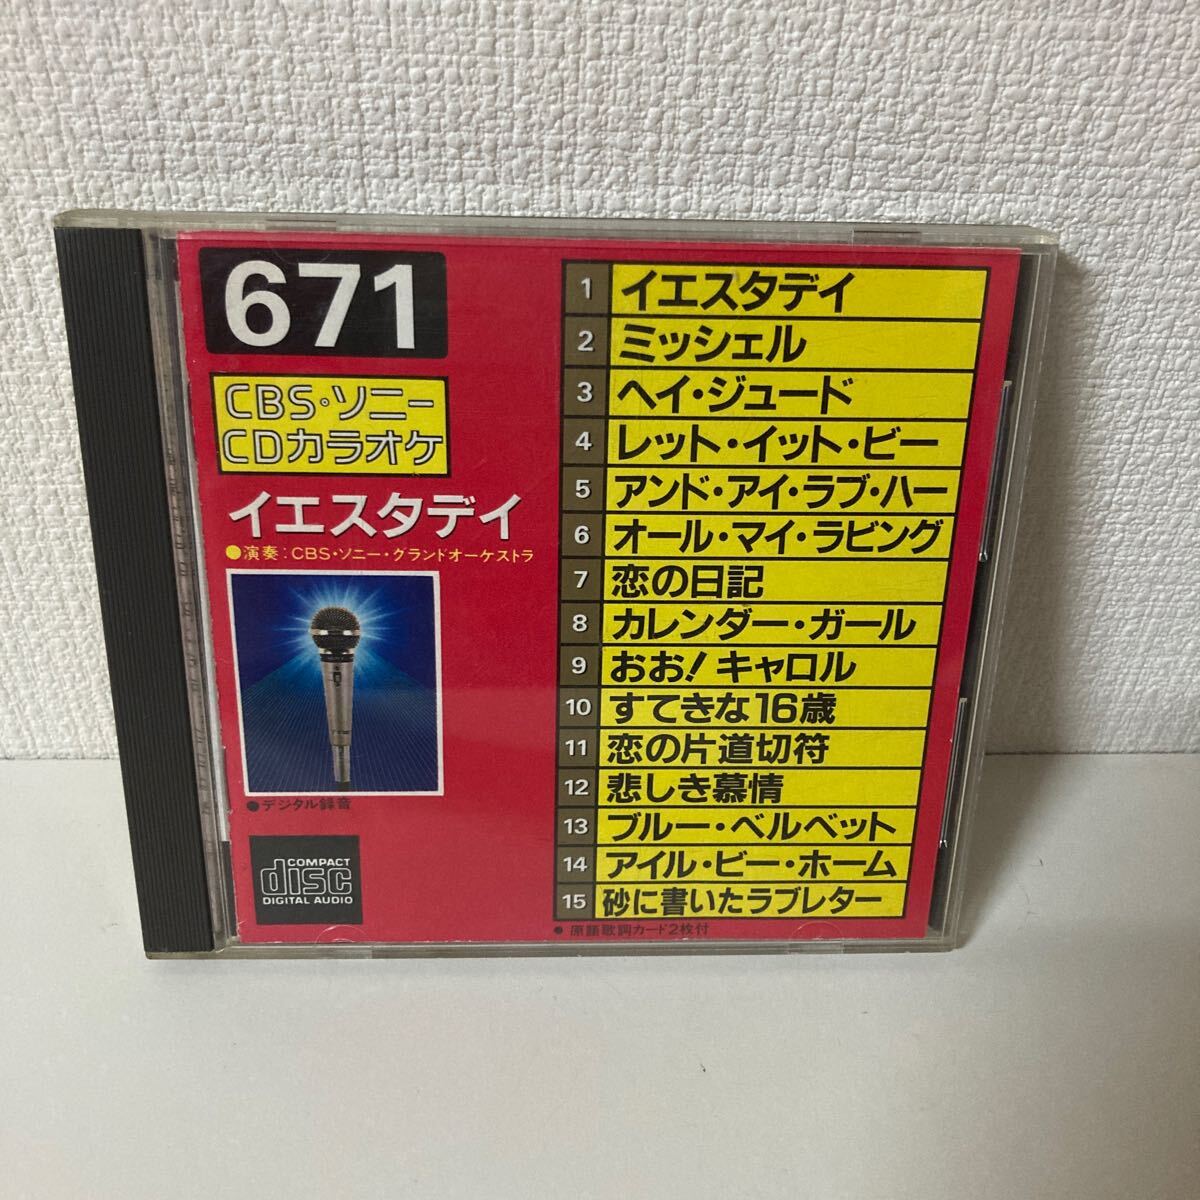 671
CBS・ソニー
CDカラオケ
イエスタデイ
●演奏：CBS・ソニー・グランドオーケストラ
●デジタル録音
COMPACT
disc
DIGITAL AUDIO
1 イエスタデイ
2 ミッシェル
3 ヘイ・ジュード
4 レット・イット・ビー
5 アンド・アイ・ラブ・ハー
6 オール・マイ・ラビング
7 恋の日記
8 カレンダー・ガール
9 おお！キャロル
10 すてきな16歳
11 恋の片道切符
12 悲しき慕情
13 ブルー・ベルベット
14 アイル・ビー・ホーム
15 砂に書いたラブレター
●原語歌詞カード2枚付